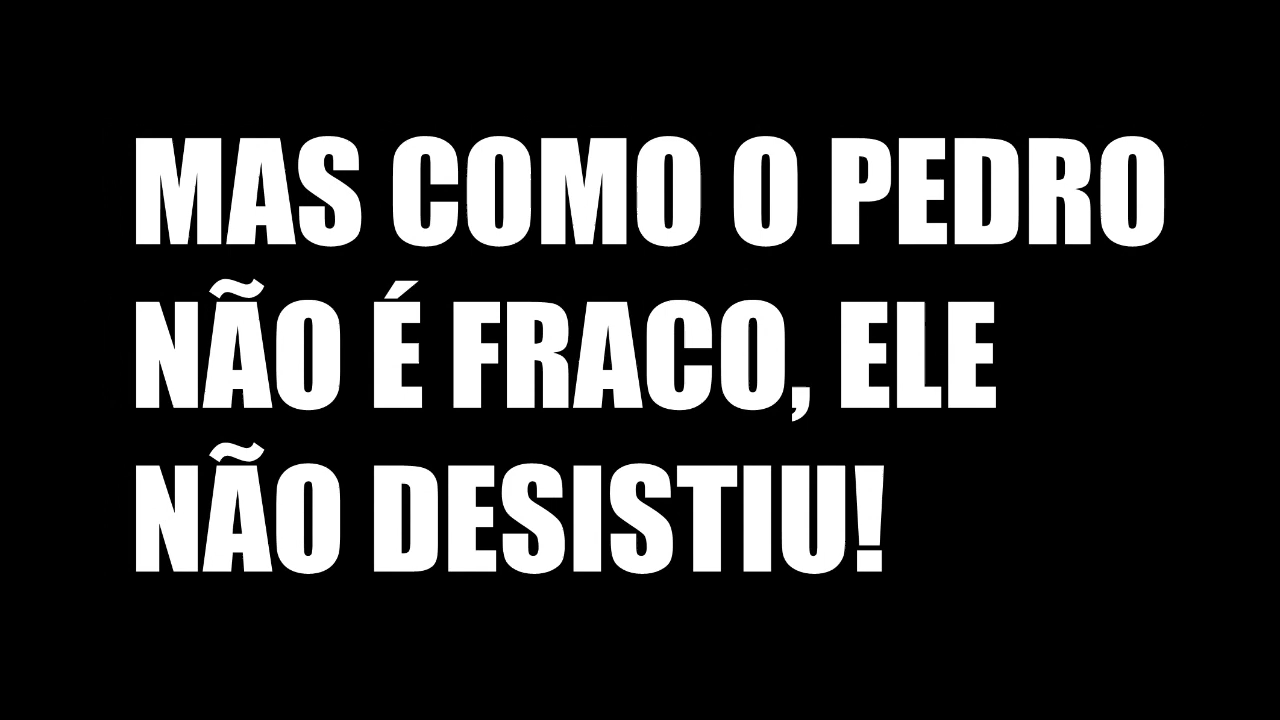 MAS COMO O PEDRO
NÃO É FRACO, ELE
NÃO DESISTIU!